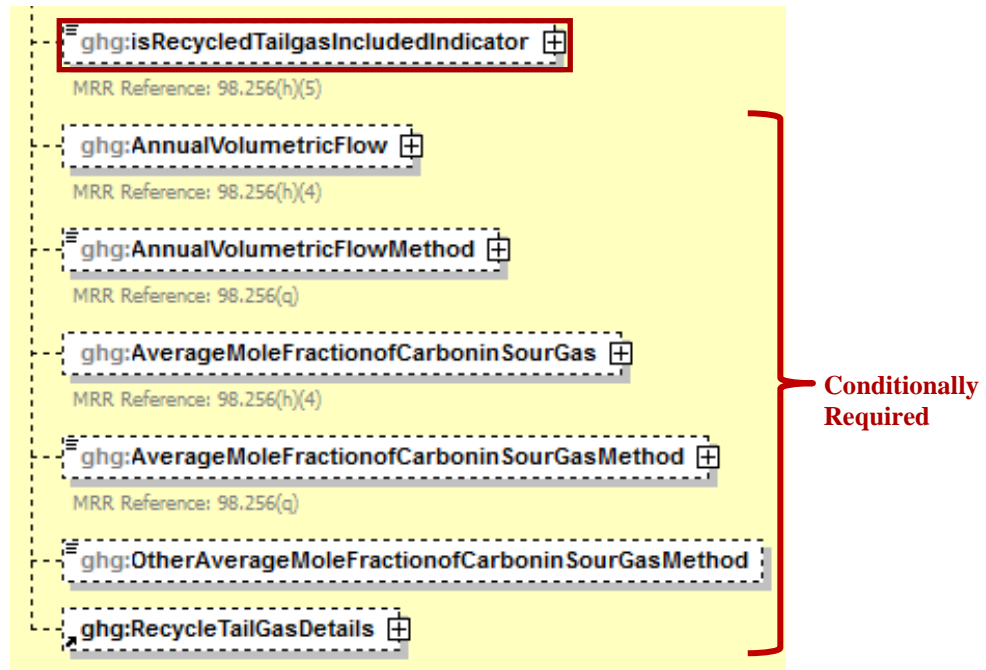 ghg:isRecycledTailgasIncludedIndicator
MRR Reference: 98.256(h)(5)
ghg:AnnualVolumetricFlow
MRR Reference: 98.256(h)(4)
ghg:AnnualVolumetricFlowMethod
MRR Reference: 98.256(q)
ghg:AverageMoleFractionofCarboninSourGas
MRR Reference: 98.256(h)(4)
Conditionally
Required
ghg:AverageMoleFractionofCarboninSourGasMethod
MRR Reference: 98.256(q)
ghg:OtherAverageMoleFractionofCarboninSourGasMethod
ghg:RecycleTailGasDetails